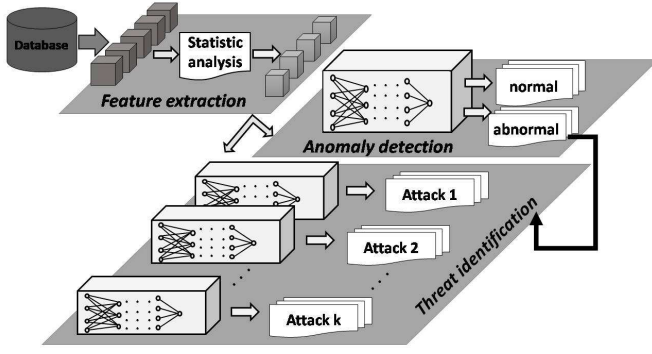 Database
Statistic
analysis
Feature extraction
normal
abnormal
Anomaly detection
Attack 1
Attack 2
Attack k
Threat identification